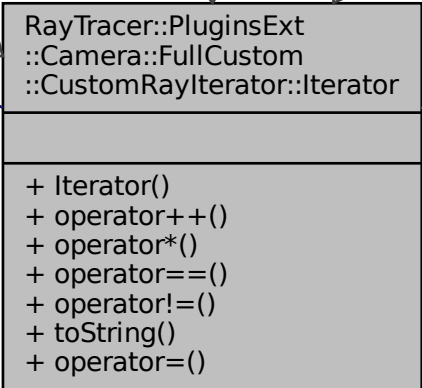 RayTracer::PluginsExt
::Camera::FullCustom
::CustomRayIterator::Iterator
+ Iterator()
+ operator++()
+ operator*()
+ operator==()
+ operator!=()
+ toString()
+ operator=()